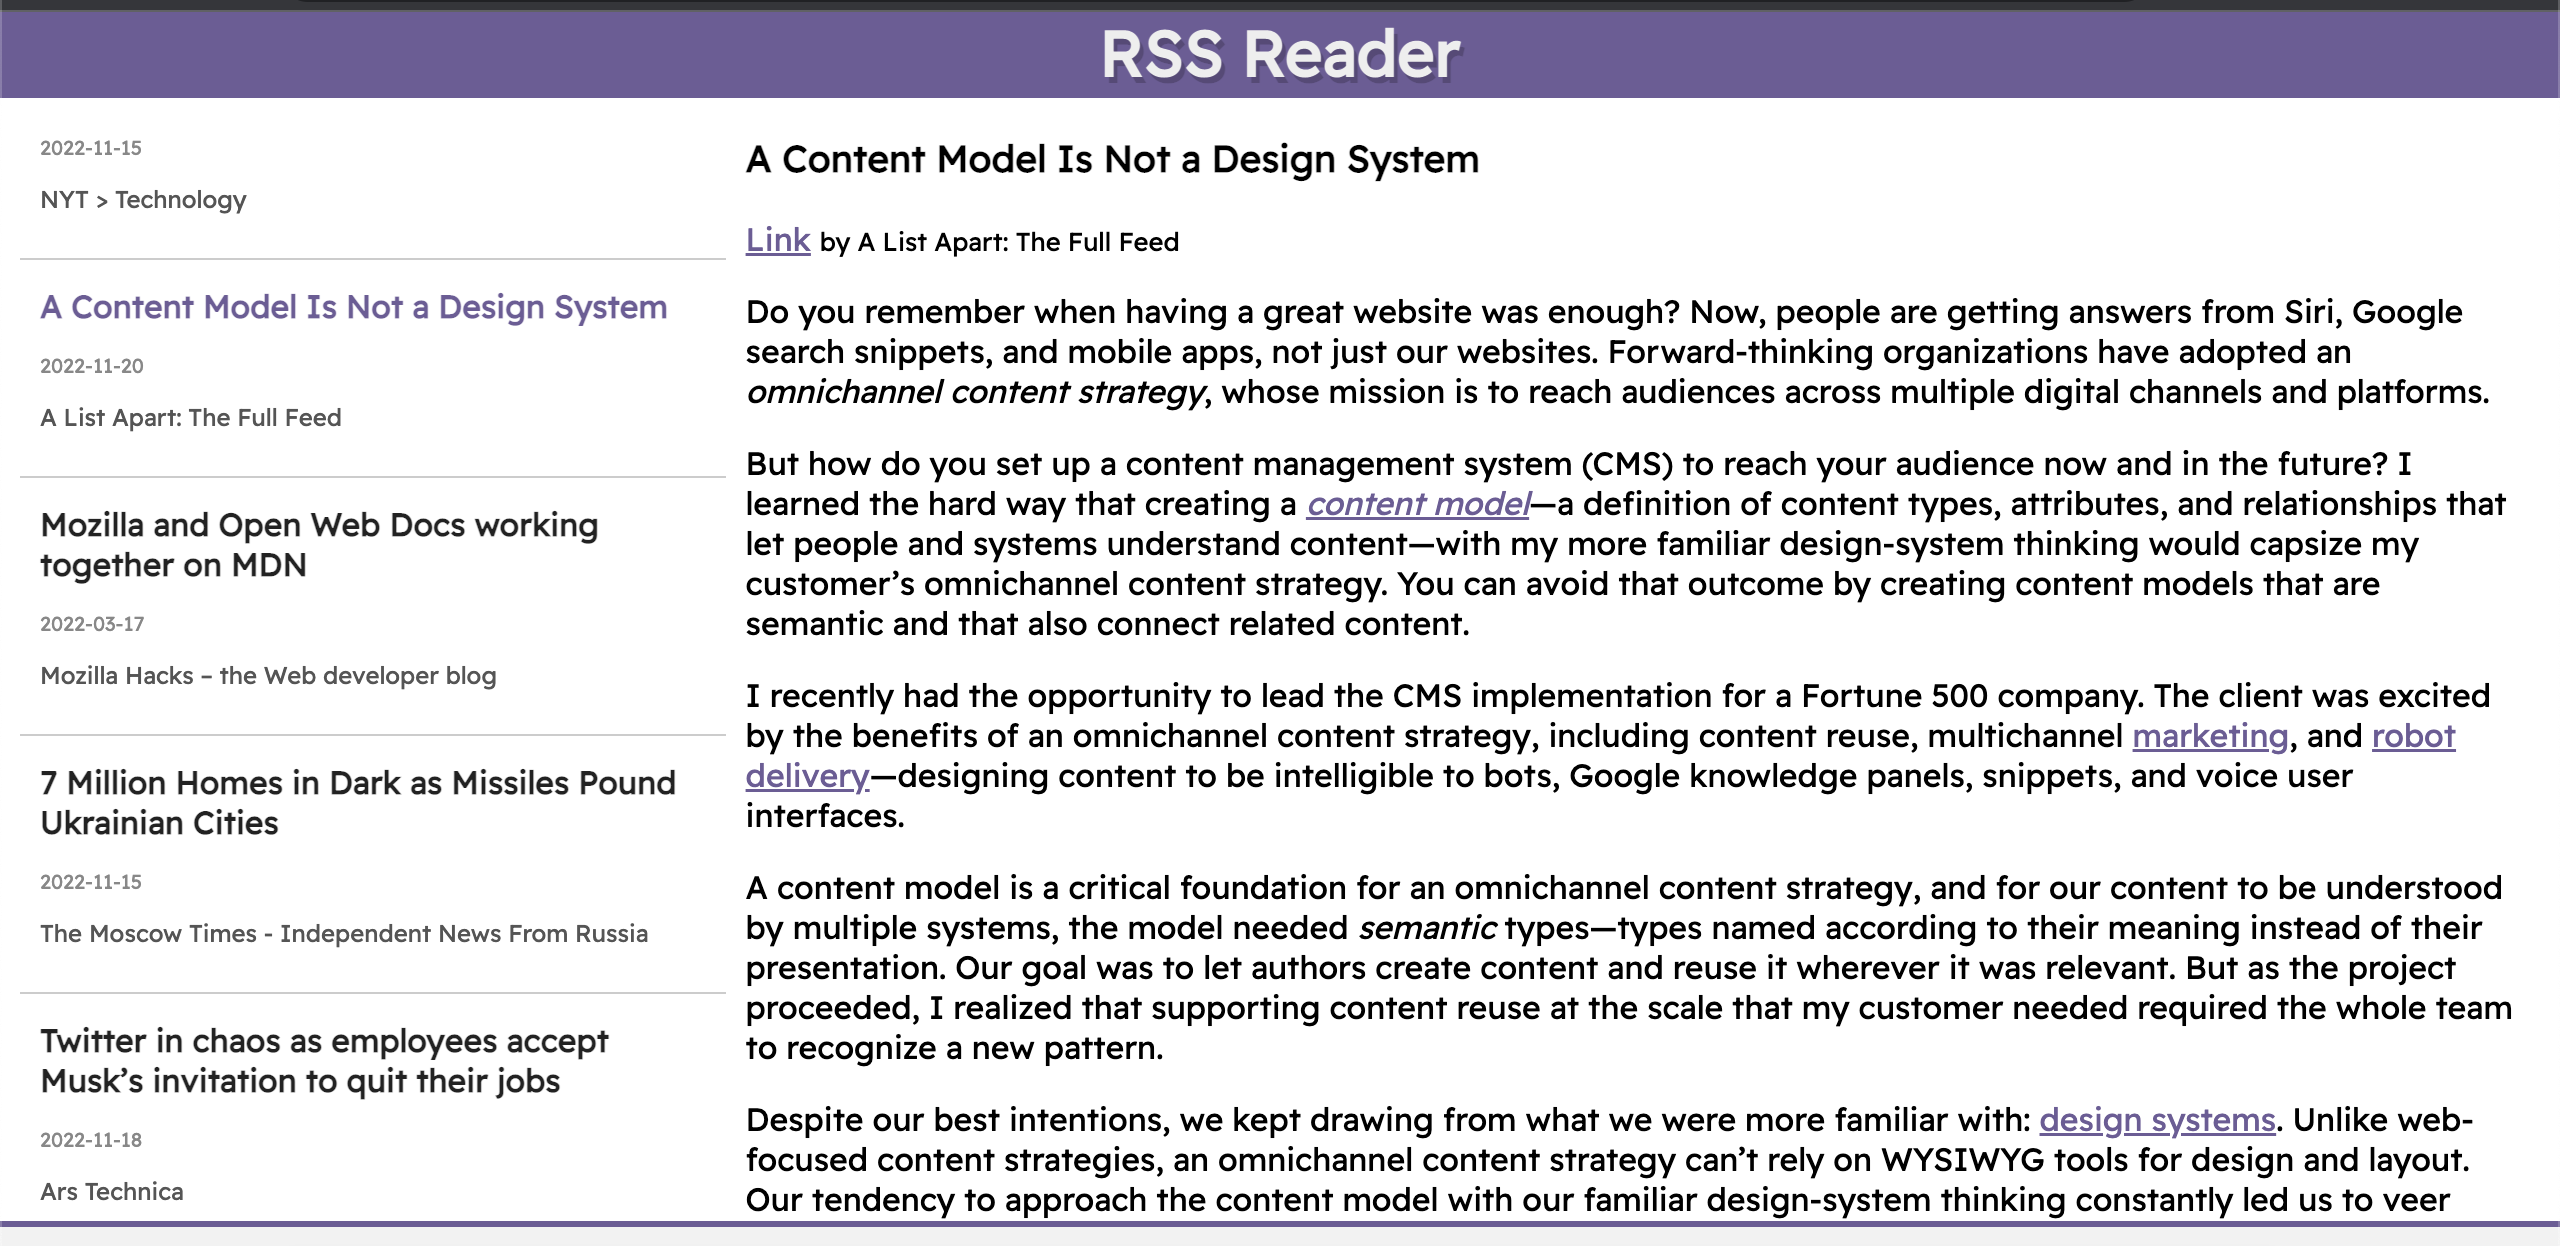 RSS Reader
2022-11-15
NYT > Technology
A Content Model Is Not a Design System
2022-11-20
A List Apart: The Full Feed
Mozilla and Open Web Docs working
together on MDN
2022-03-17
Mozilla Hacks – the Web developer blog
7 Million Homes in Dark as Missiles Pound
Ukrainian Cities
2022-11-15
The Moscow Times - Independent News From Russia
Twitter in chaos as employees accept
Musk’s invitation to quit their jobs
2022-11-18
Ars Technica
A Content Model Is Not a Design System
Link by A List Apart: The Full Feed
Do you remember when having a great website was enough? Now, people are getting answers from Siri, Google
search snippets, and mobile apps, not just our websites. Forward-thinking organizations have adopted an
omnichannel content strategy, whose mission is to reach audiences across multiple digital channels and platforms.
But how do you set up a content management system (CMS) to reach your audience now and in the future? I
learned the hard way that creating a content model—a definition of content types, attributes, and relationships that
let people and systems understand content—with my more familiar design-system thinking would capsize my
customer’s omnichannel content strategy. You can avoid that outcome by creating content models that are
semantic and that also connect related content.
I recently had the opportunity to lead the CMS implementation for a Fortune 500 company. The client was excited
by the benefits of an omnichannel content strategy, including content reuse, multichannel marketing, and robot
delivery—designing content to be intelligible to bots, Google knowledge panels, snippets, and voice user
interfaces.
A content model is a critical foundation for an omnichannel content strategy, and for our content to be understood
by multiple systems, the model needed semantic types—types named according to their meaning instead of their
presentation. Our goal was to let authors create content and reuse it wherever it was relevant. But as the project
proceeded, I realized that supporting content reuse at the scale that my customer needed required the whole team
to recognize a new pattern.
Despite our best intentions, we kept drawing from what we were more familiar with: design systems. Unlike web-
focused content strategies, an omnichannel content strategy can’t rely on WYSIWYG tools for design and layout.
Our tendency to approach the content model with our familiar design-system thinking constantly led us to veer